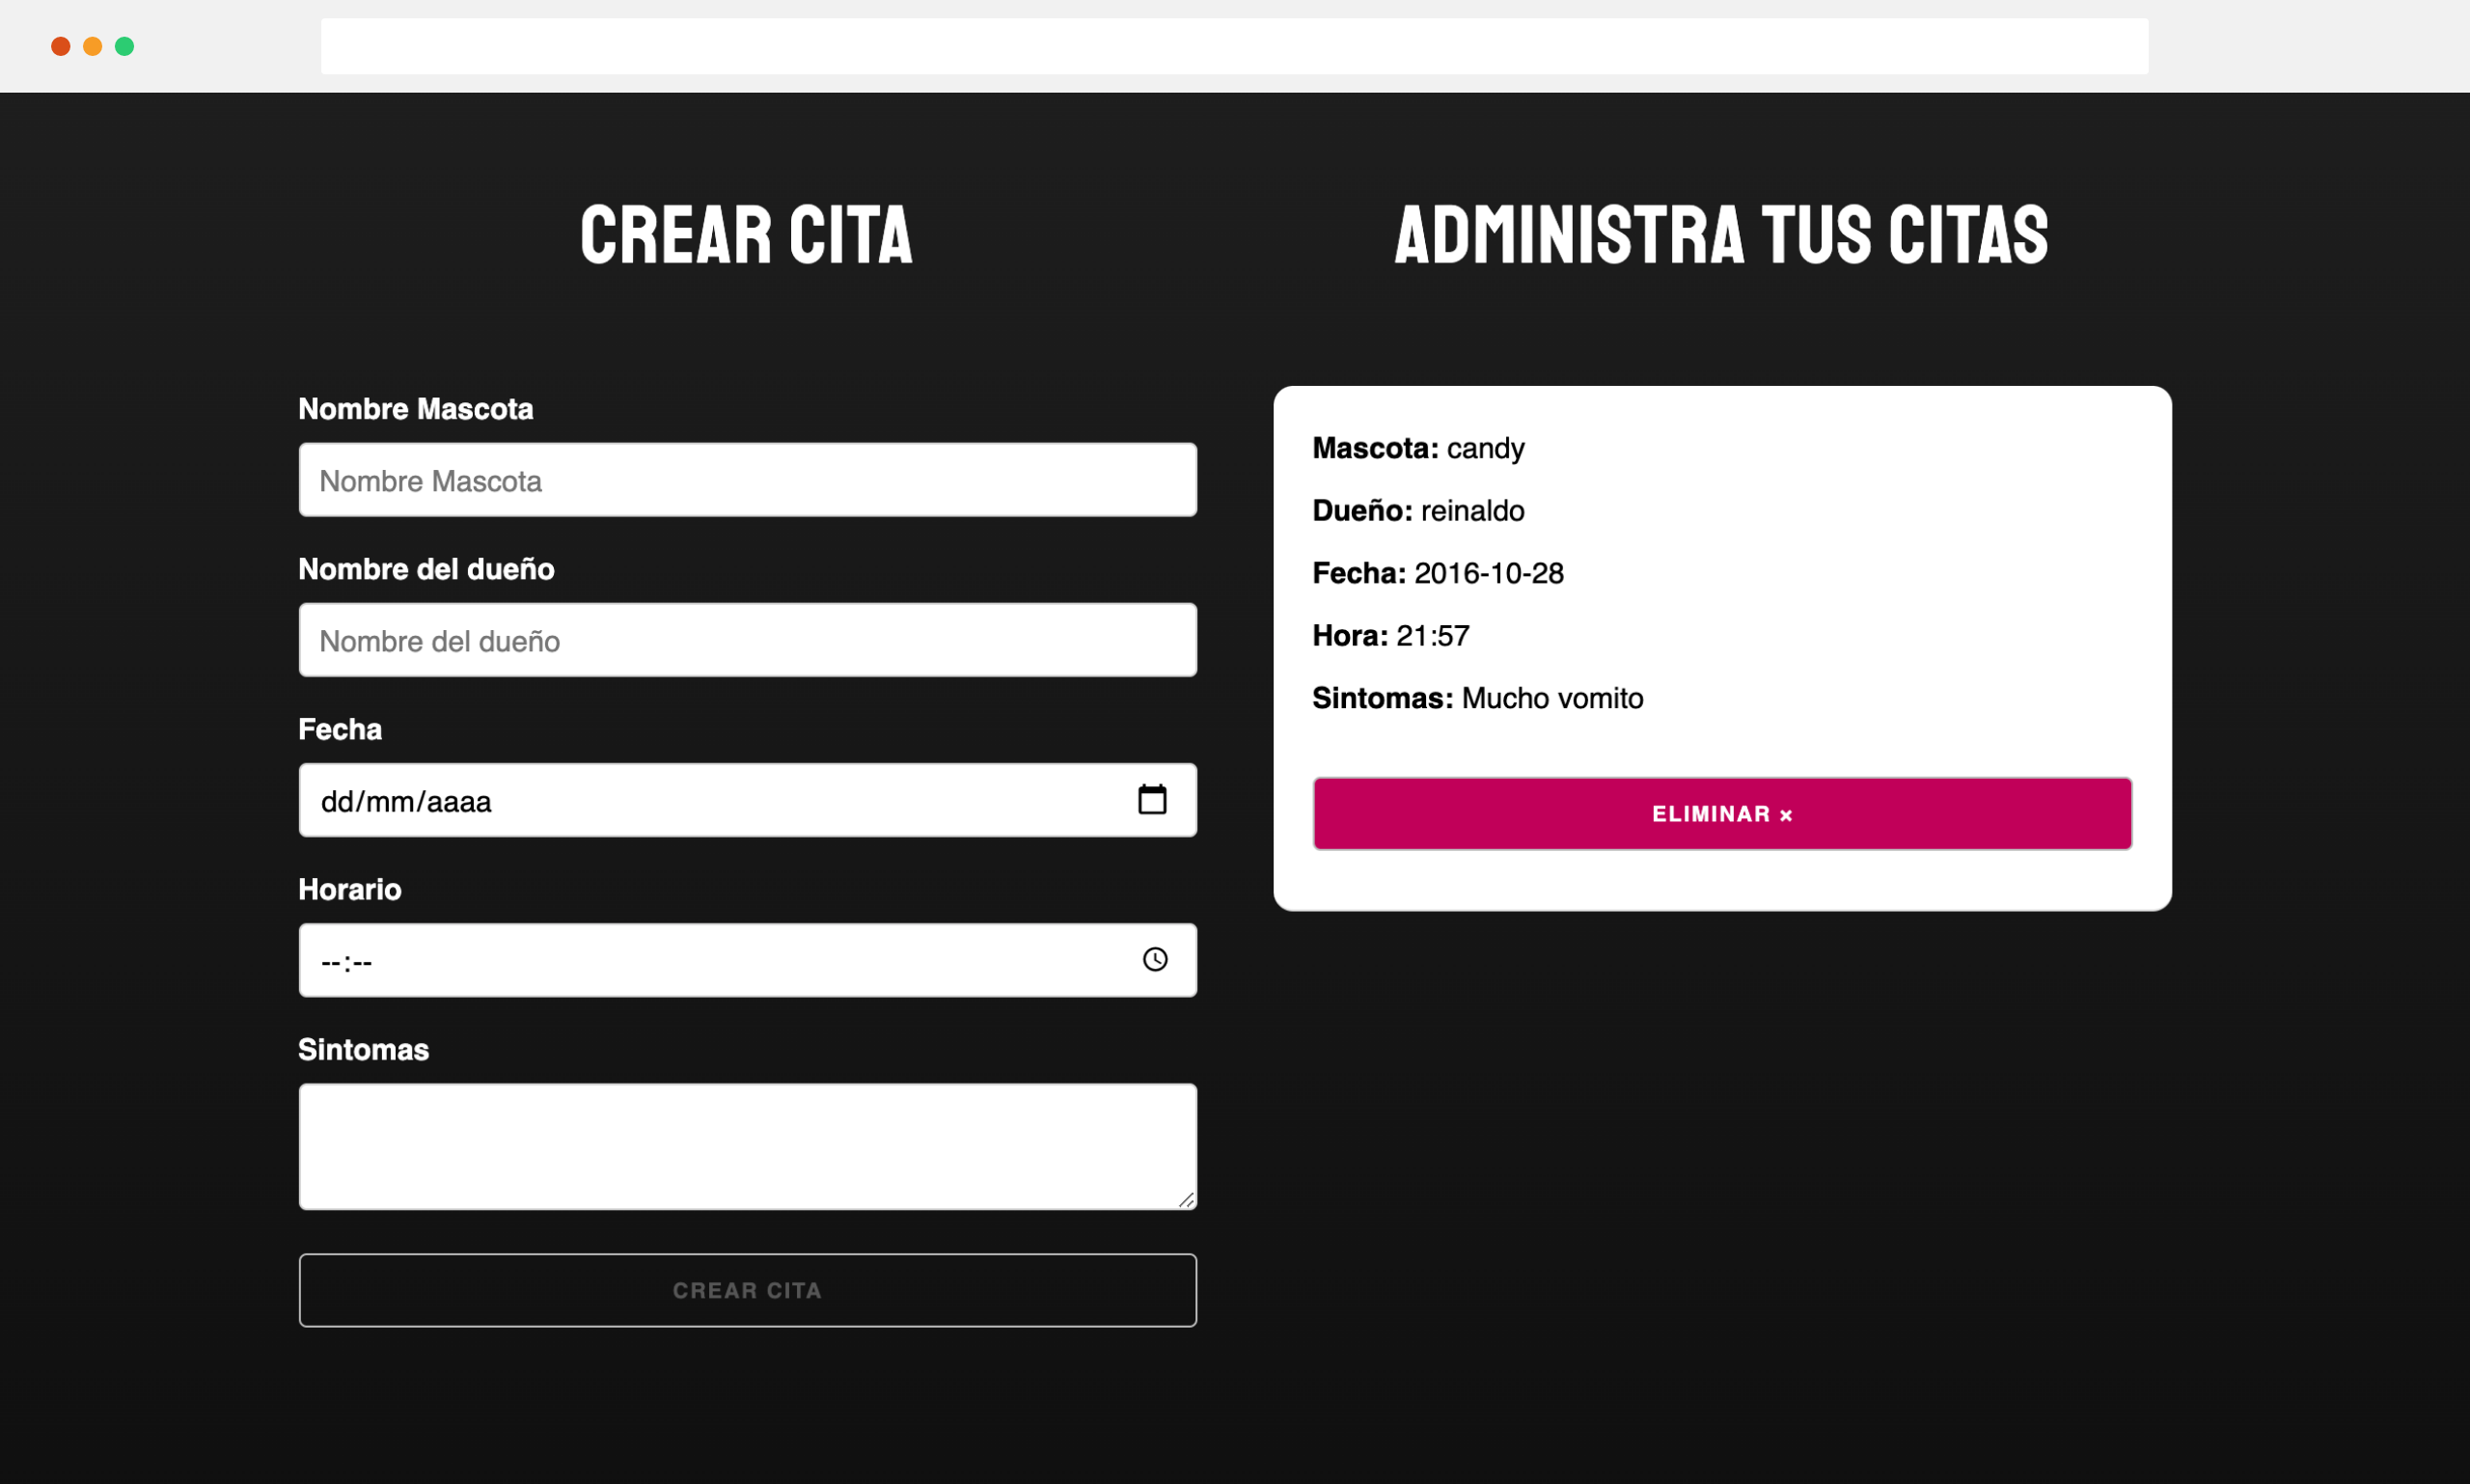 CREAR CITA
Nombre Mascota
Nombre Mascota
Nombre del dueño
Nombre del dueño
Fecha
dd/mm/aaaa
Horario
--:--
Sintomas
CREAR CITA
ADMINISTRA TUS CITAS
Mascota: candy
Dueño: reinaldo
Fecha: 2016-10-28
Hora: 21:57
Sintomas: Mucho vomito
ELIMINAR ×